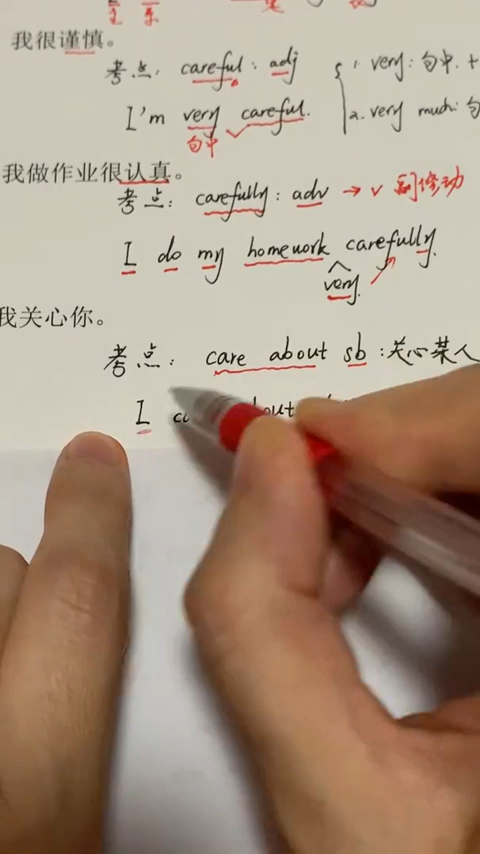 我很谨慎。
考点: careful: adj
1. very: 句中.+
I'm very careful.
2. very much: 句
句中
我做作业很认真。
考点: carefully: adv → v 副修动
I do my homework carefully.
very
我关心你。
考点: care about sb: 关心某人
I